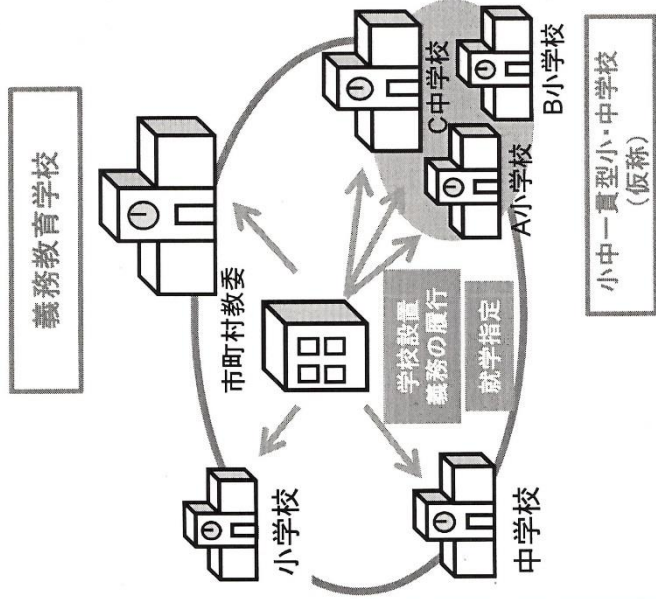 義務教育学校
市町村教委
小学校
中学校
学校設置
義務の履行
就学指定
C中学校
A小学校
B小学校
小中一貫型小・中学校
(仮称)